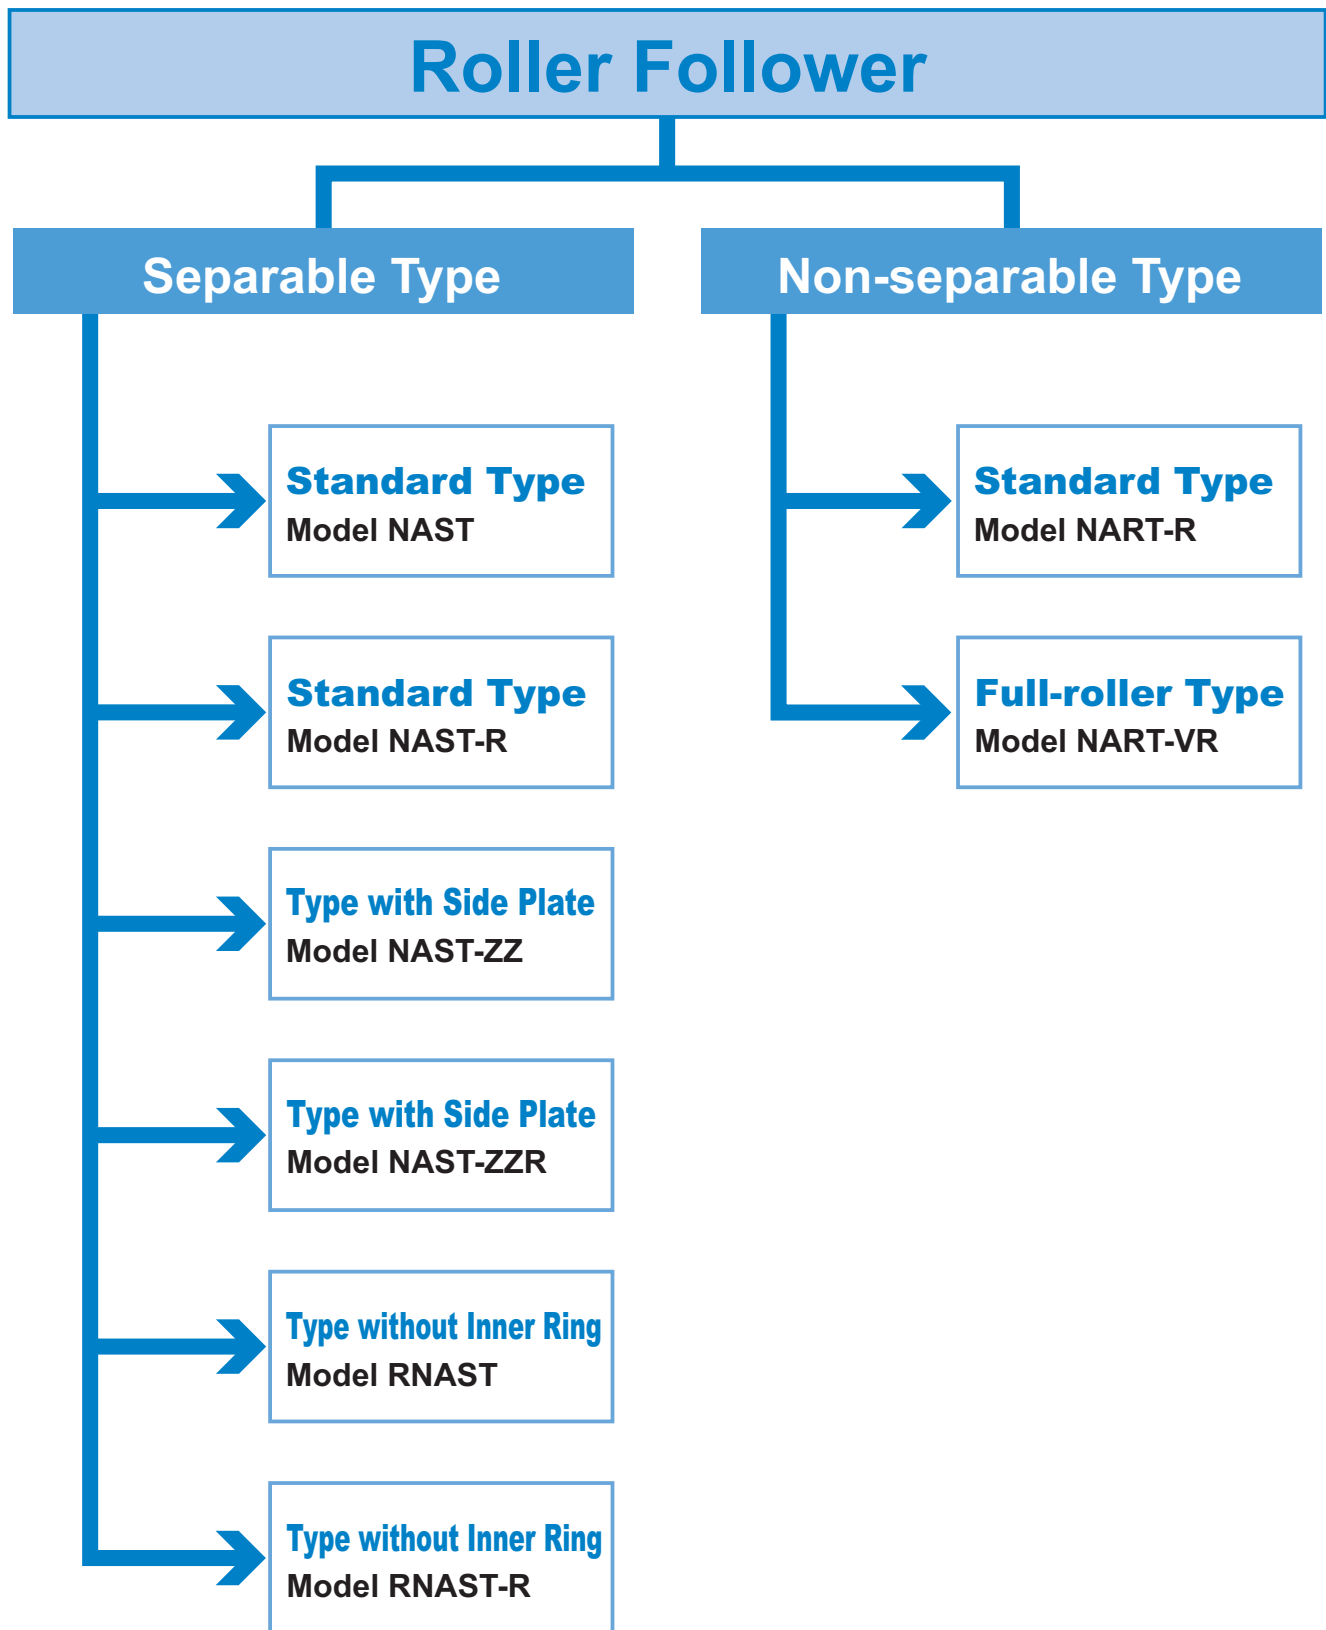 Roller Follower
Separable Type
Standard Type
Model NAST
Standard Type
Model NAST-R
Type with Side Plate
Model NAST-ZZ
Type with Side Plate
Model NAST-ZZR
Type without Inner Ring
Model RNAST
Type without Inner Ring
Model RNAST-R
Non-separable Type
Standard Type
Model NART-R
Full-roller Type
Model NART-VR